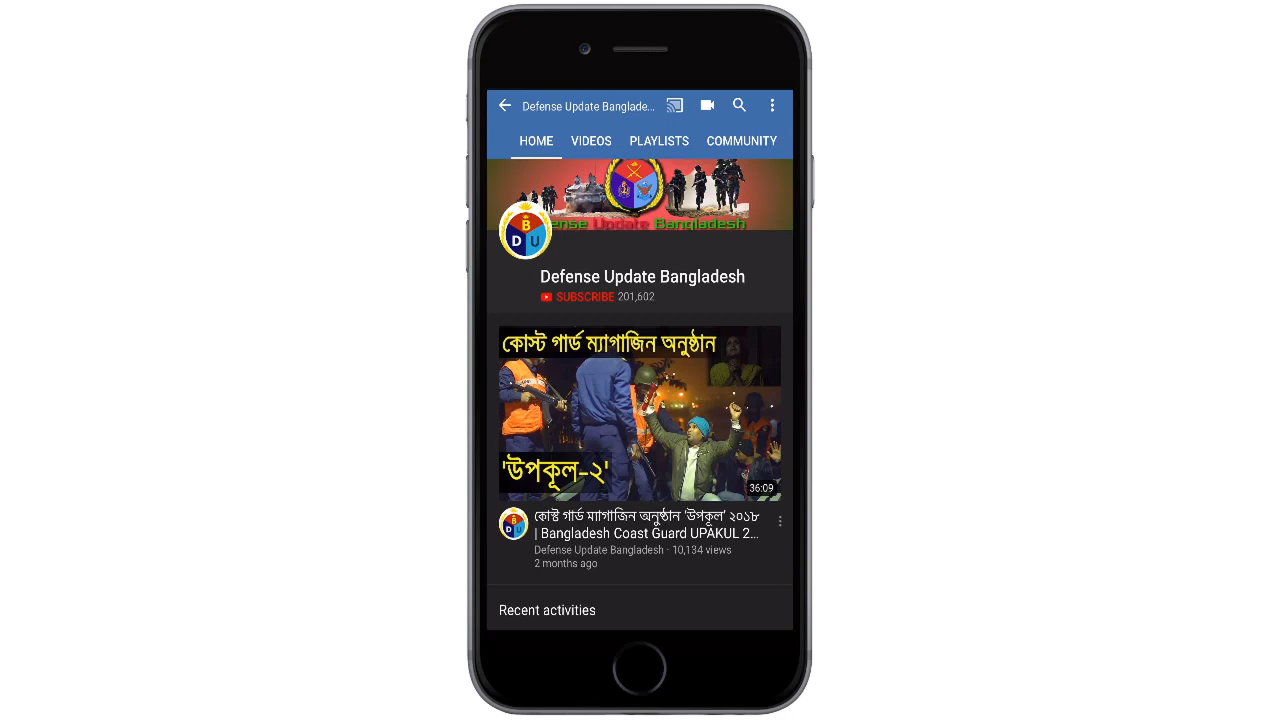 Defense Update Banglade...
HOME VIDEOS PLAYLISTS COMMUNITY
ense Update Bangladesh
B
D U
Defense Update Bangladesh
SUBSCRIBE 201,602
কোস্ট গার্ড ম্যাগাজিন অনুষ্ঠান
'উপকূল-২'
36:09
B
D U
কোস্ট গার্ড ম্যাগাজিন অনুষ্ঠান 'উপকূল' ২০১৮
| Bangladesh Coast Guard UPAKUL 2...
Defense Update Bangladesh · 10,134 views
2 months ago
Recent activities